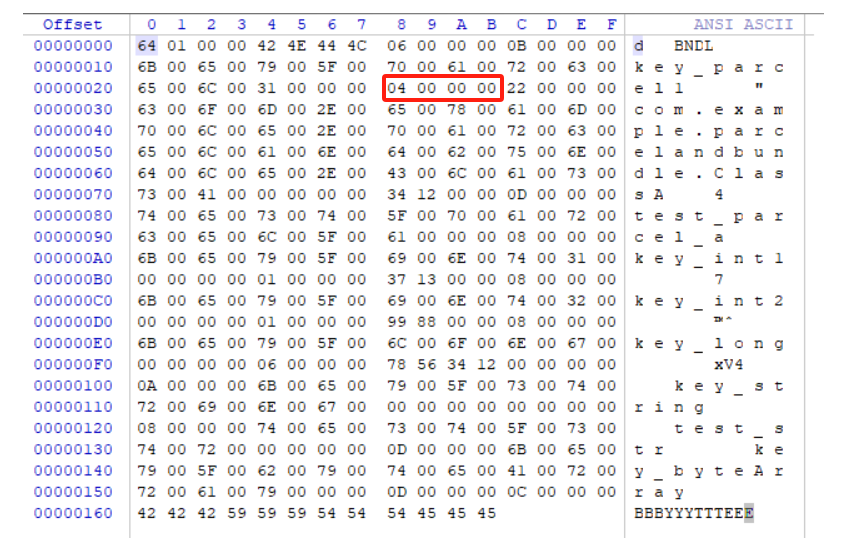 Offset 0 1 2 3 4 5 6 7 8 9 A B C D E F ANSI ASCII
00000000 64 01 00 00 42 4E 44 4C 06 00 00 00 0B 00 00 00 d BNDL
00000010 6B 00 65 00 79 00 5F 00 70 00 61 00 72 00 63 00 k e y _ p a r c
00000020 65 00 6C 00 31 00 00 00 04 00 00 00 22 00 00 00 e l 1 "
00000030 63 00 6F 00 6D 00 2E 00 65 00 78 00 61 00 6D 00 c o m . e x a m
00000040 70 00 6C 00 65 00 2E 00 70 00 61 00 72 00 63 00 p l e . p a r c
00000050 65 00 6C 00 61 00 6E 00 64 00 62 00 75 00 6E 00 e l a n d b u n
00000060 64 00 6C 00 65 00 2E 00 43 00 6C 00 61 00 73 00 d l e . C l a s
00000070 73 00 41 00 00 00 00 00 34 12 00 00 0D 00 00 00 s A 4
00000080 74 00 65 00 73 00 74 00 5F 00 70 00 61 00 72 00 t e s t _ p a r
00000090 63 00 65 00 6C 00 5F 00 61 00 00 00 08 00 00 00 c e l _ a
000000A0 6B 00 65 00 79 00 5F 00 69 00 6E 00 74 00 31 00 k e y _ i n t 1
000000B0 00 00 00 00 01 00 00 00 37 13 00 00 08 00 00 00 7
000000C0 6B 00 65 00 79 00 5F 00 69 00 6E 00 74 00 32 00 k e y _ i n t 2
000000D0 00 00 00 00 01 00 00 00 99 88 00 00 08 00 00 00 ™ˆ
000000E0 6B 00 65 00 79 00 5F 00 6C 00 6F 00 6E 00 67 00 k e y _ l o n g
000000F0 00 00 00 00 06 00 00 00 78 56 34 12 00 00 00 00 xV4
00000100 0A 00 00 00 6B 00 65 00 79 00 5F 00 73 00 74 00 k e y _ s t
00000110 72 00 69 00 6E 00 67 00 00 00 00 00 00 00 00 00 r i n g
00000120 08 00 00 00 74 00 65 00 73 00 74 00 5F 00 73 00 t e s t _ s
00000130 74 00 72 00 00 00 00 00 0D 00 00 00 6B 00 65 00 t r k e
00000140 79 00 5F 00 62 00 79 00 74 00 65 00 41 00 72 00 y _ b y t e A r
00000150 72 00 61 00 79 00 00 00 0D 00 00 00 0C 00 00 00 r a y
00000160 42 42 42 59 59 59 54 54 54 45 45 45 BBBYYYTTTEEE